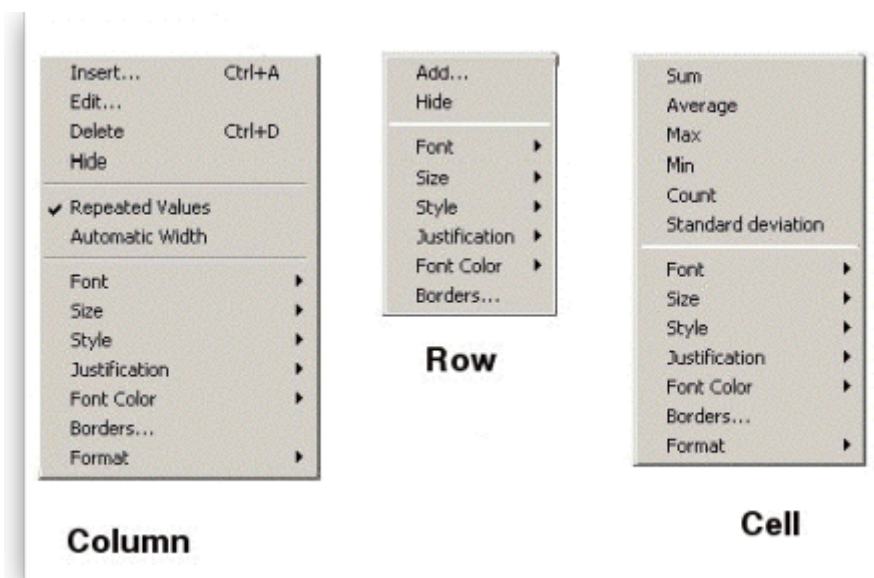 Insert... Ctrl+A
Edit...
Delete Ctrl+D
Hide
Repeated Values
Automatic Width
Font
Size
Style
Justification
Font Color
Borders...
Format
Column
Add...
Hide
Font
Size
Style
Justification
Font Color
Borders...
Row
Sum
Average
Max
Min
Count
Standard deviation
Font
Size
Style
Justification
Font Color
Borders...
Format
Cell